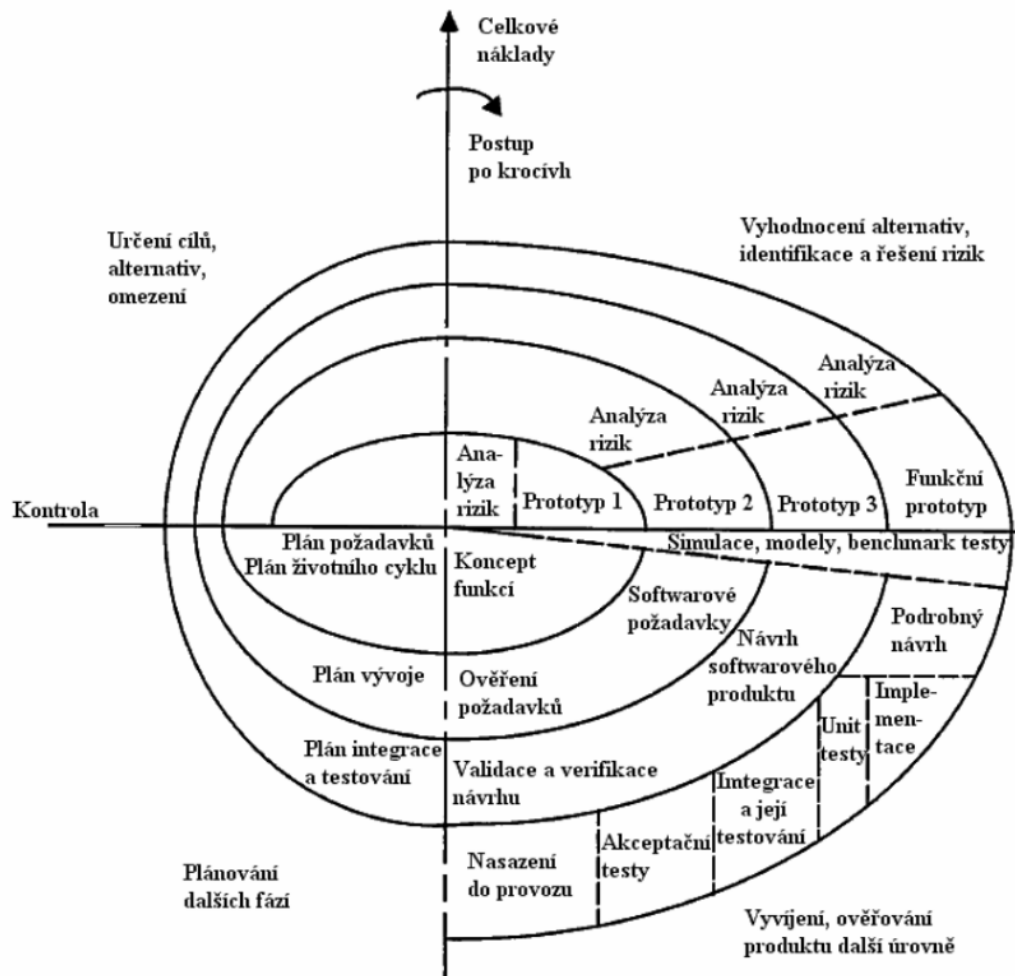 Celkové
náklady
Postup
po krocívh
Určení cílů,
alternativ,
omezení
Vyhodnocení alternativ,
identifikace a řešení rizik
Analýza
rizik
Analýza
rizik
Analýza
rizik
Ana-
lýza
rizik
Prototyp 1
Prototyp 2
Prototyp 3
Funkční
prototyp
Kontrola
Simulace, modely, benchmark testy
Plán požadavků
Plán životního cyklu
Koncept
funkcí
Softwarové
požadavky
Podrobný
návrh
Návrh
softwarového
produktu
Plán vývoje
Ověření
požadavků
Imple-
men-
tace
Unit
testy
Plán integrace
a testování
Validace a verifikace
návrhu
Imtegrace
a její
testování
Akceptační
testy
Nasazení
do provozu
Plánování
dalších fází
Vyvíjení, ověřování
produktu další úrovně